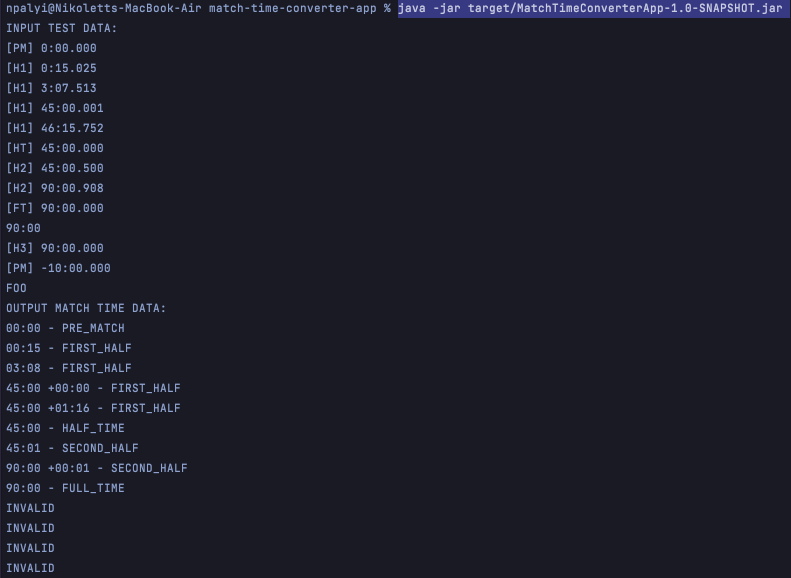 npalyi@Nikoletts-MacBook-Air match-time-converter-app % java -jar target/MatchTimeConverterApp-1.0-SNAPSHOT.jar
INPUT TEST DATA:
[PM] 0:00.000
[H1] 0:15.025
[H1] 3:07.513
[H1] 45:00.001
[H1] 46:15.752
[HT] 45:00.000
[H2] 45:00.500
[H2] 90:00.908
[FT] 90:00.000
90:00
[H3] 90:00.000
[PM] -10:00.000
FOO
OUTPUT MATCH TIME DATA:
00:00 - PRE_MATCH
00:15 - FIRST_HALF
03:08 - FIRST_HALF
45:00 +00:00 - FIRST_HALF
45:00 +01:16 - FIRST_HALF
45:00 - HALF_TIME
45:01 - SECOND_HALF
90:00 +00:01 - SECOND_HALF
90:00 - FULL_TIME
INVALID
INVALID
INVALID
INVALID